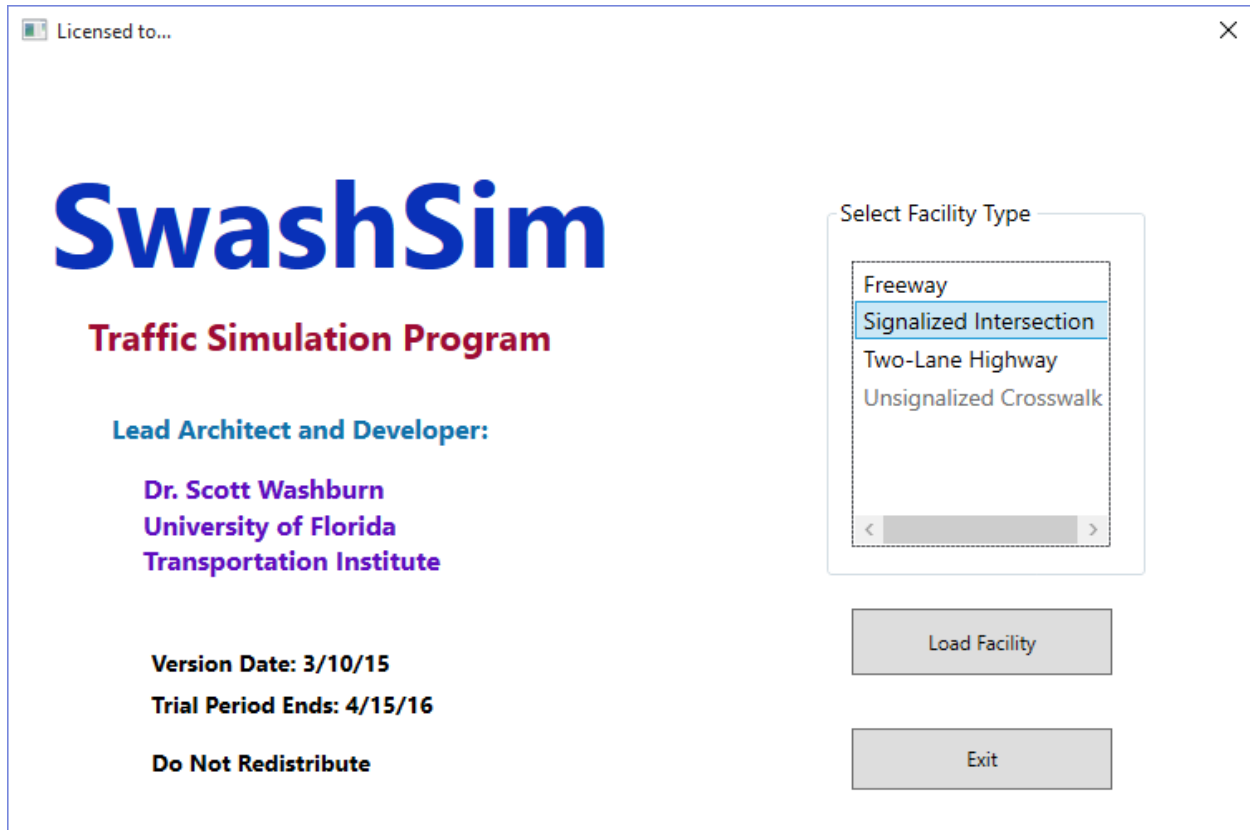 Licensed to...
SwashSim
Traffic Simulation Program
Lead Architect and Developer:
Dr. Scott Washburn
University of Florida
Transportation Institute
Version Date: 3/10/15
Trial Period Ends: 4/15/16
Do Not Redistribute
Select Facility Type
Freeway
Signalized Intersection
Two-Lane Highway
Unsignalized Crosswalk
Load Facility
Exit